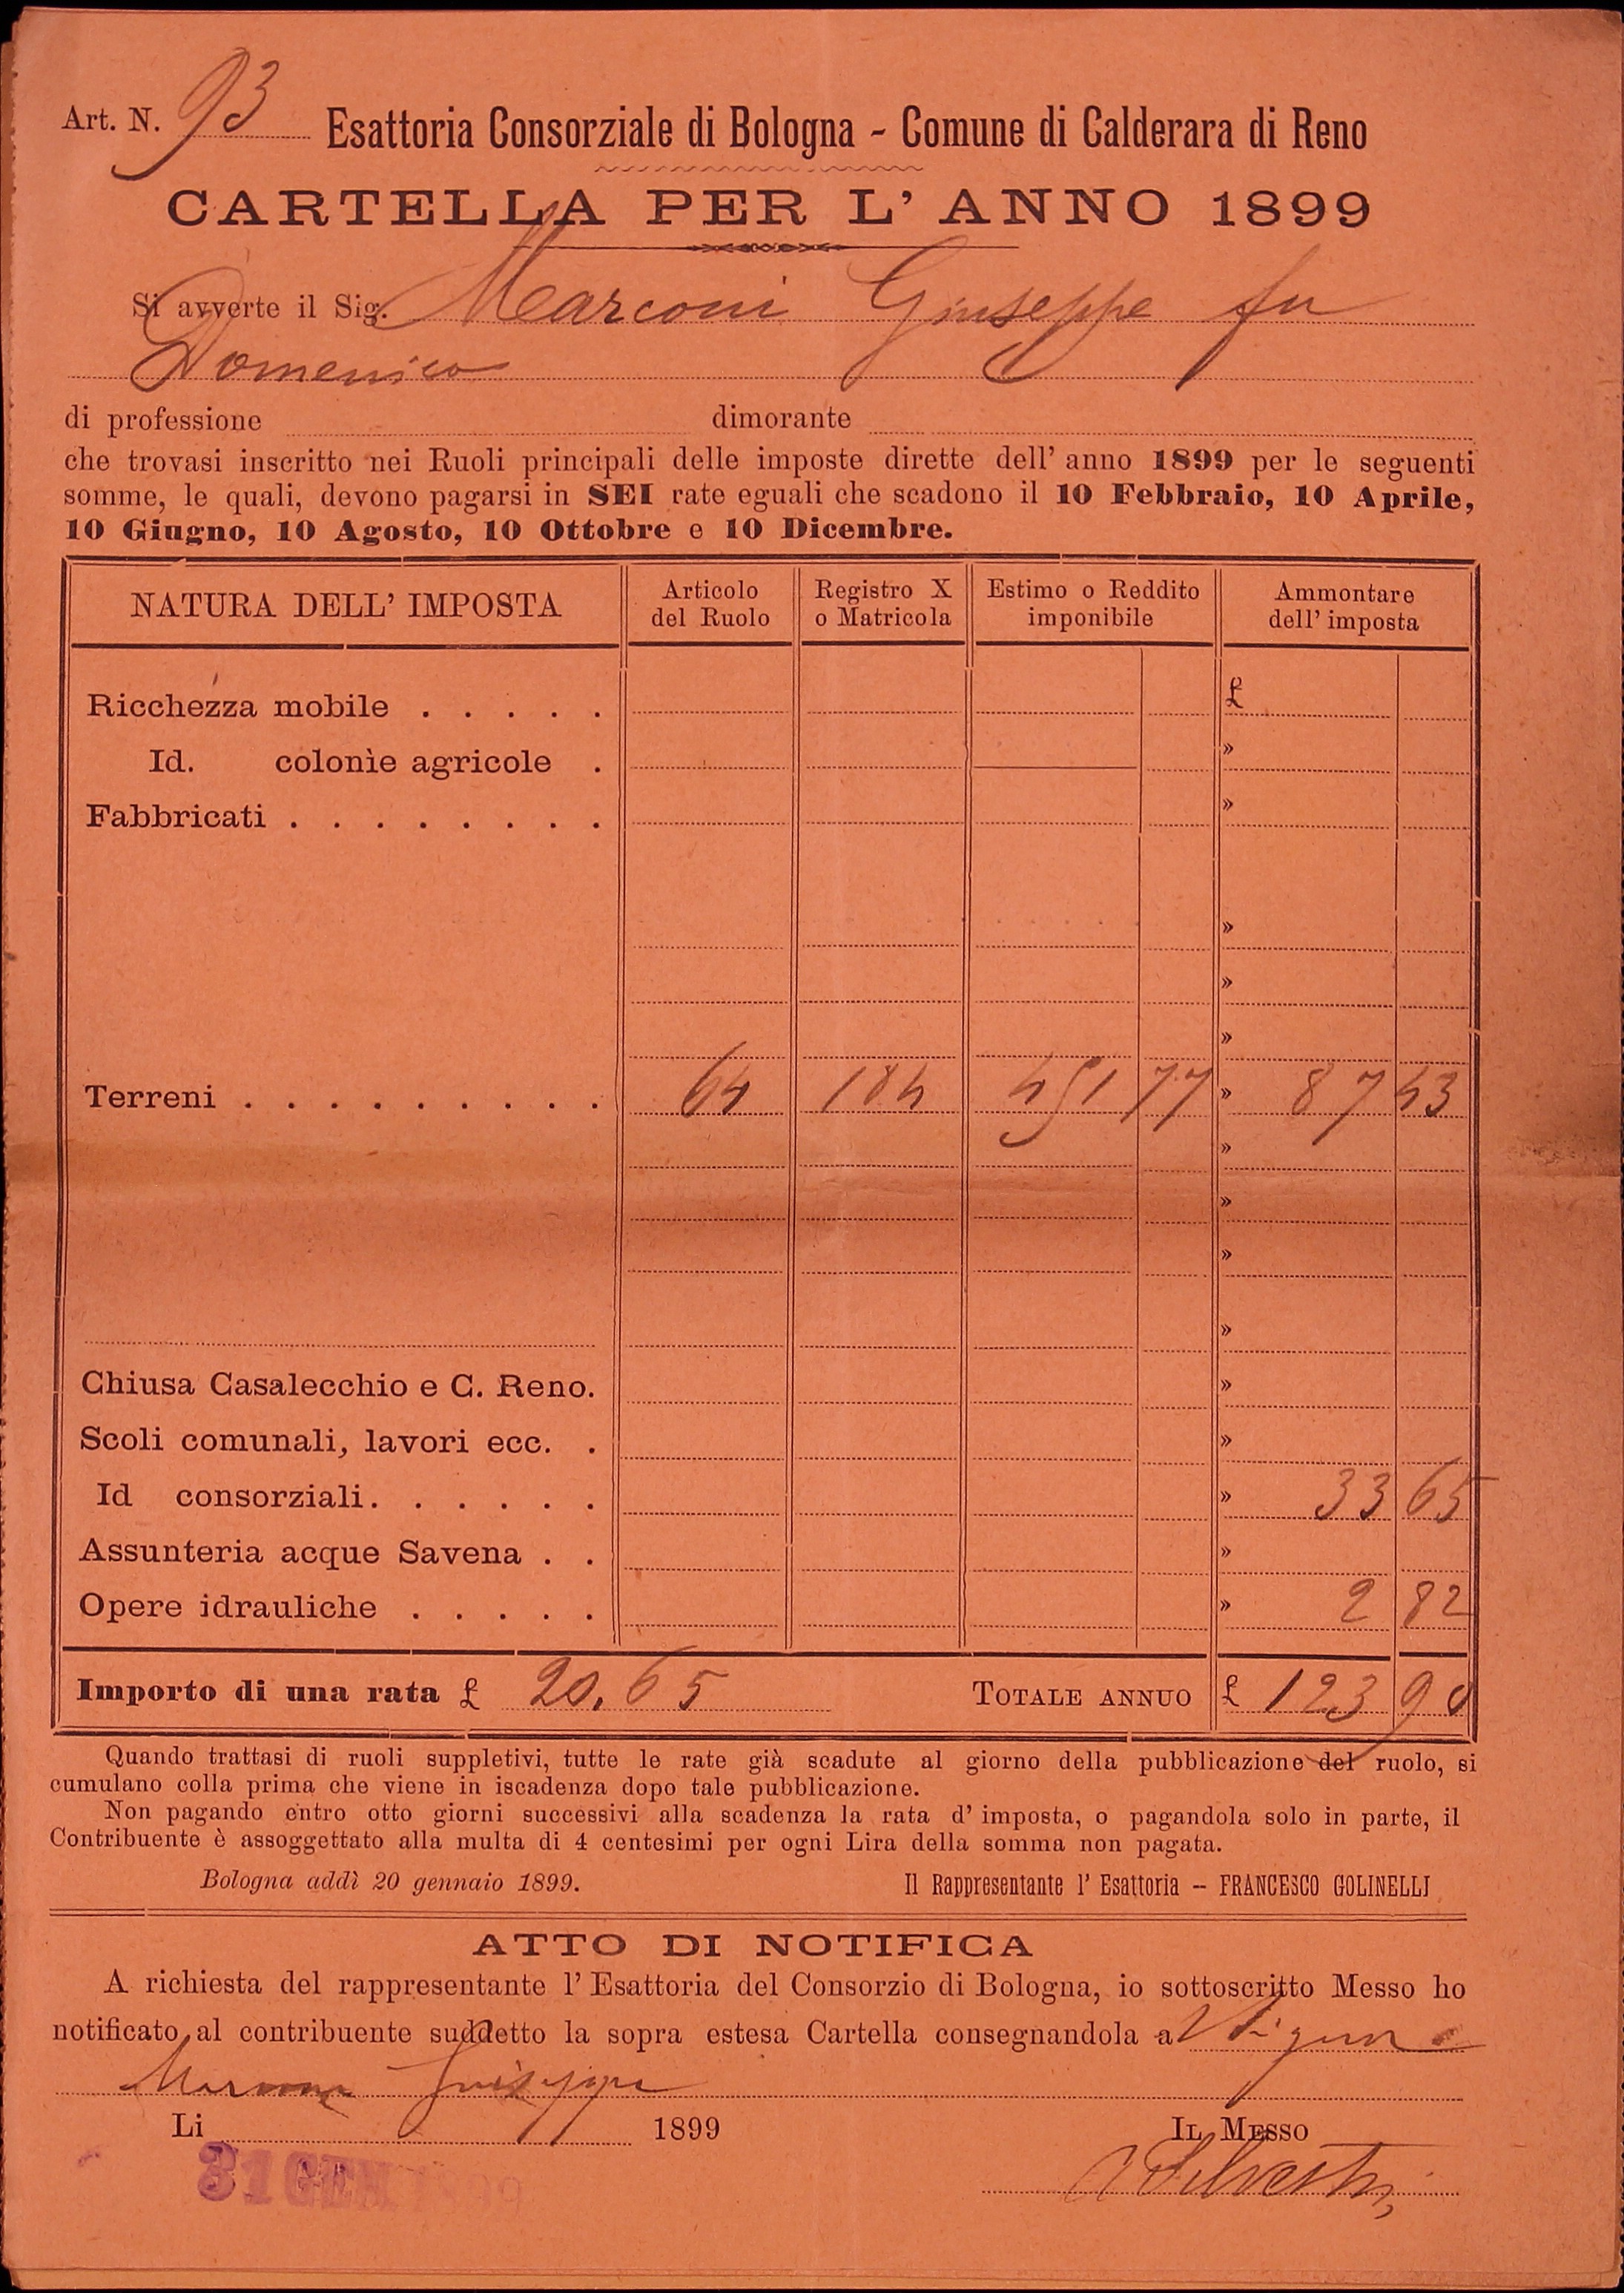 Art. N. 93 Esattoria Consorziale di Bologna - Comune di Calderara di Reno
CARTELLA PER L' ANNO 1899
Si avverte il Sig. Marconi Giuseppe fu
Domenico
di professione dimorante
che trovasi inscritto nei Ruoli principali delle imposte dirette dell' anno 1899 per le seguenti
somme, le quali, devono pagarsi in SEI rate eguali che scadono il 10 Febbraio, 10 Aprile,
10 Giugno, 10 Agosto, 10 Ottobre e 10 Dicembre.
NATURA DELL' IMPOSTA Articolo del Ruolo Registro X o Matricola Estimo o Reddito imponibile Ammontare dell' imposta
Ricchezza mobile . . . . . £
Id. colonìe agricole . »
Fabbricati . . . . . . . . »
»
»
»
Terreni . . . . . . . . . 64 184 451 77 » 87 43
»
»
»
»
Chiusa Casalecchio e C. Reno. »
Scoli comunali, lavori ecc. . »
Id consorziali. . . . . . » 33 65
Assunteria acque Savena . . »
Opere idrauliche . . . . . » 2 82
Importo di una rata £ 20.65 TOTALE ANNUO £ 123 90
Quando trattasi di ruoli suppletivi, tutte le rate già scadute al giorno della pubblicazione del ruolo, si
cumulano colla prima che viene in iscadenza dopo tale pubblicazione.
Non pagando entro otto giorni successivi alla scadenza la rata d' imposta, o pagandola solo in parte, il
Contribuente è assoggettato alla multa di 4 centesimi per ogni Lira della somma non pagata.
Bologna addì 20 gennaio 1899. Il Rappresentante l' Esattoria – FRANCESCO GOLINELLI
ATTO DI NOTIFICA
A richiesta del rappresentante l' Esattoria del Consorzio di Bologna, io sottoscritto Messo ho
notificato al contribuente suddetto la sopra estesa Cartella consegnandola a
Giuseppe
Li 1899 IL MESSO
31 GEN 1899 Silvestri